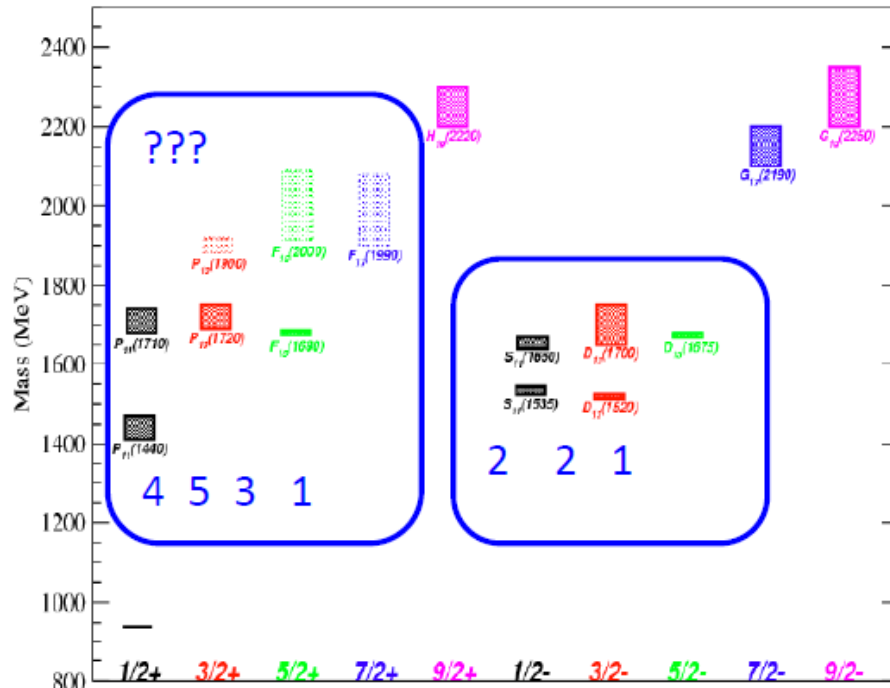 2400
2200
2000
1800
1600
1400
1200
1000
800
Mass (MeV)
???
H19(2220)
G19(2250)
G17(2190)
P13(1900)
F15(2000)
F17(1990)
P11(1710)
P13(1720)
F15(1680)
S11(1650)
D13(1700)
D15(1675)
S11(1535)
D13(1520)
P11(1440)
4 5 3 1
2 2 1
1/2+ 3/2+ 5/2+ 7/2+ 9/2+ 1/2- 3/2- 5/2- 7/2- 9/2-